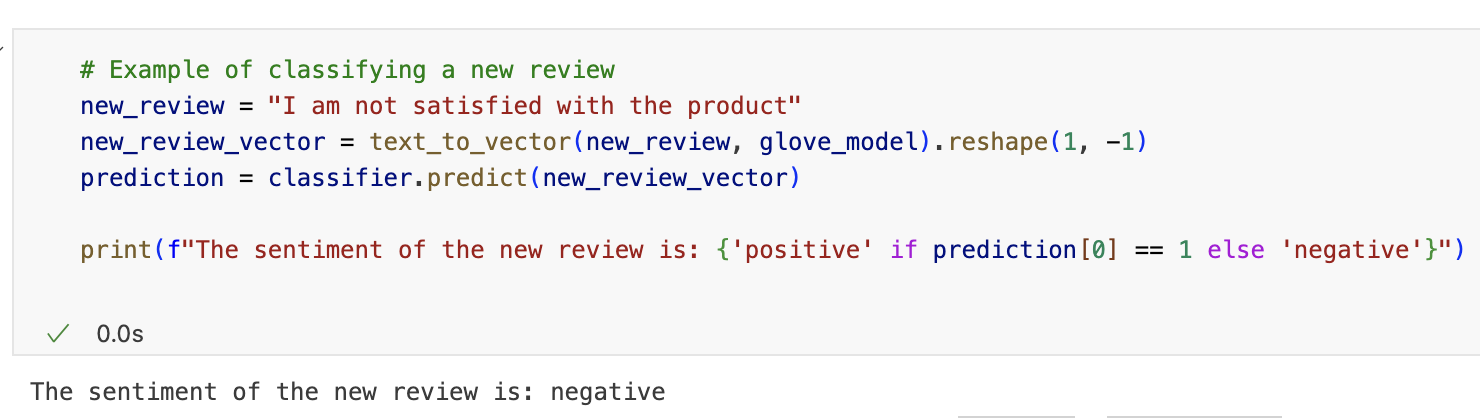 # Example of classifying a new review
new_review = "I am not satisfied with the product"
new_review_vector = text_to_vector(new_review, glove_model).reshape(1, -1)
prediction = classifier.predict(new_review_vector)
print(f"The sentiment of the new review is: {'positive' if prediction[0] == 1 else 'negative'}")
0.0s
The sentiment of the new review is: negative